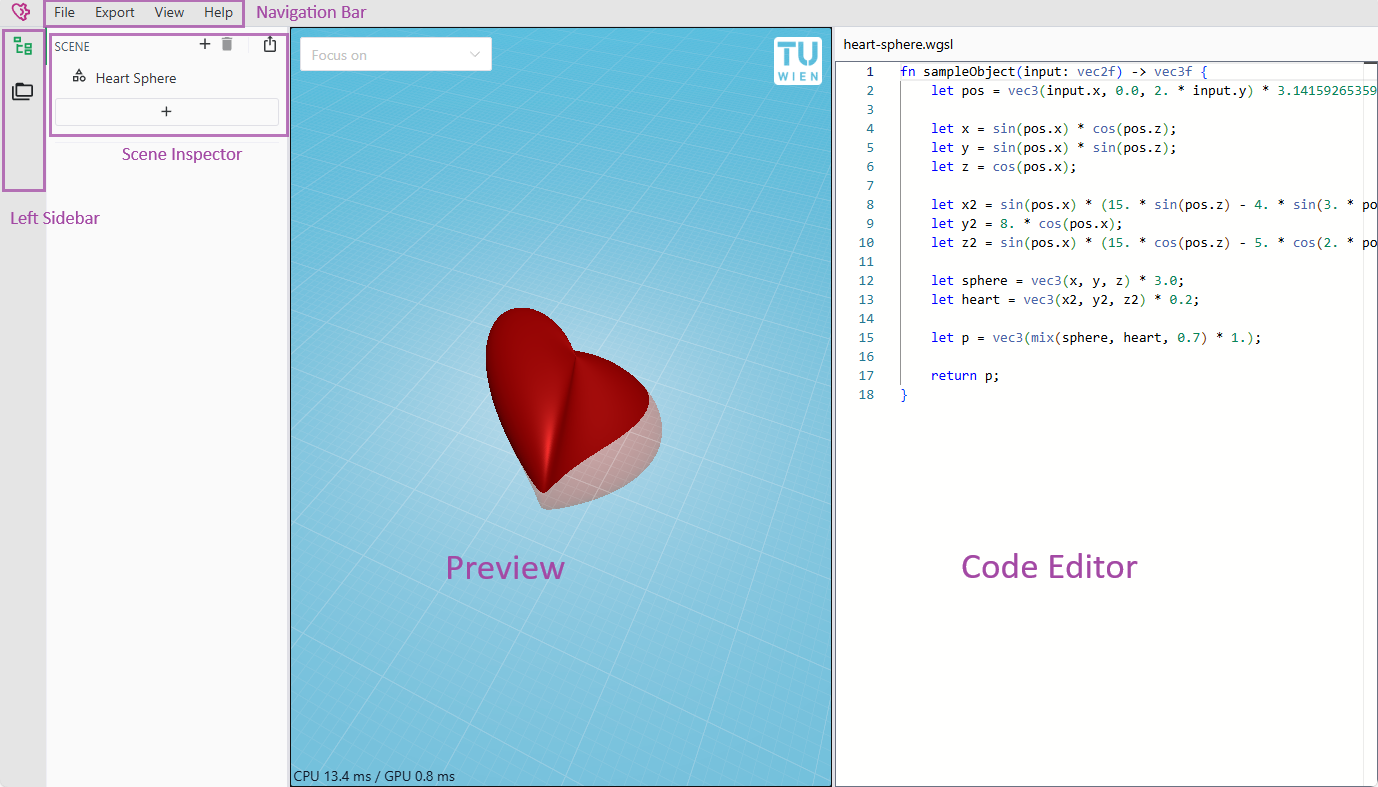 File Export View Help Navigation Bar
SCENE
Heart Sphere
+
Scene Inspector
Left Sidebar
Focus on
TU
WIEN
Preview
CPU 13.4 ms / GPU 0.8 ms
heart-sphere.wgsl
1 fn sampleObject(input: vec2f) -> vec3f {
2 let pos = vec3(input.x, 0.0, 2. * input.y) * 3.14159265359
3
4 let x = sin(pos.x) * cos(pos.z);
5 let y = sin(pos.x) * sin(pos.z);
6 let z = cos(pos.x);
7
8 let x2 = sin(pos.x) * (15. * sin(pos.z) - 4. * sin(3. * po
9 let y2 = 8. * cos(pos.x);
10 let z2 = sin(pos.x) * (15. * cos(pos.z) - 5. * cos(2. * po
11
12 let sphere = vec3(x, y, z) * 3.0;
13 let heart = vec3(x2, y2, z2) * 0.2;
14
15 let p = vec3(mix(sphere, heart, 0.7) * 1.);
16
17 return p;
18 }
Code Editor